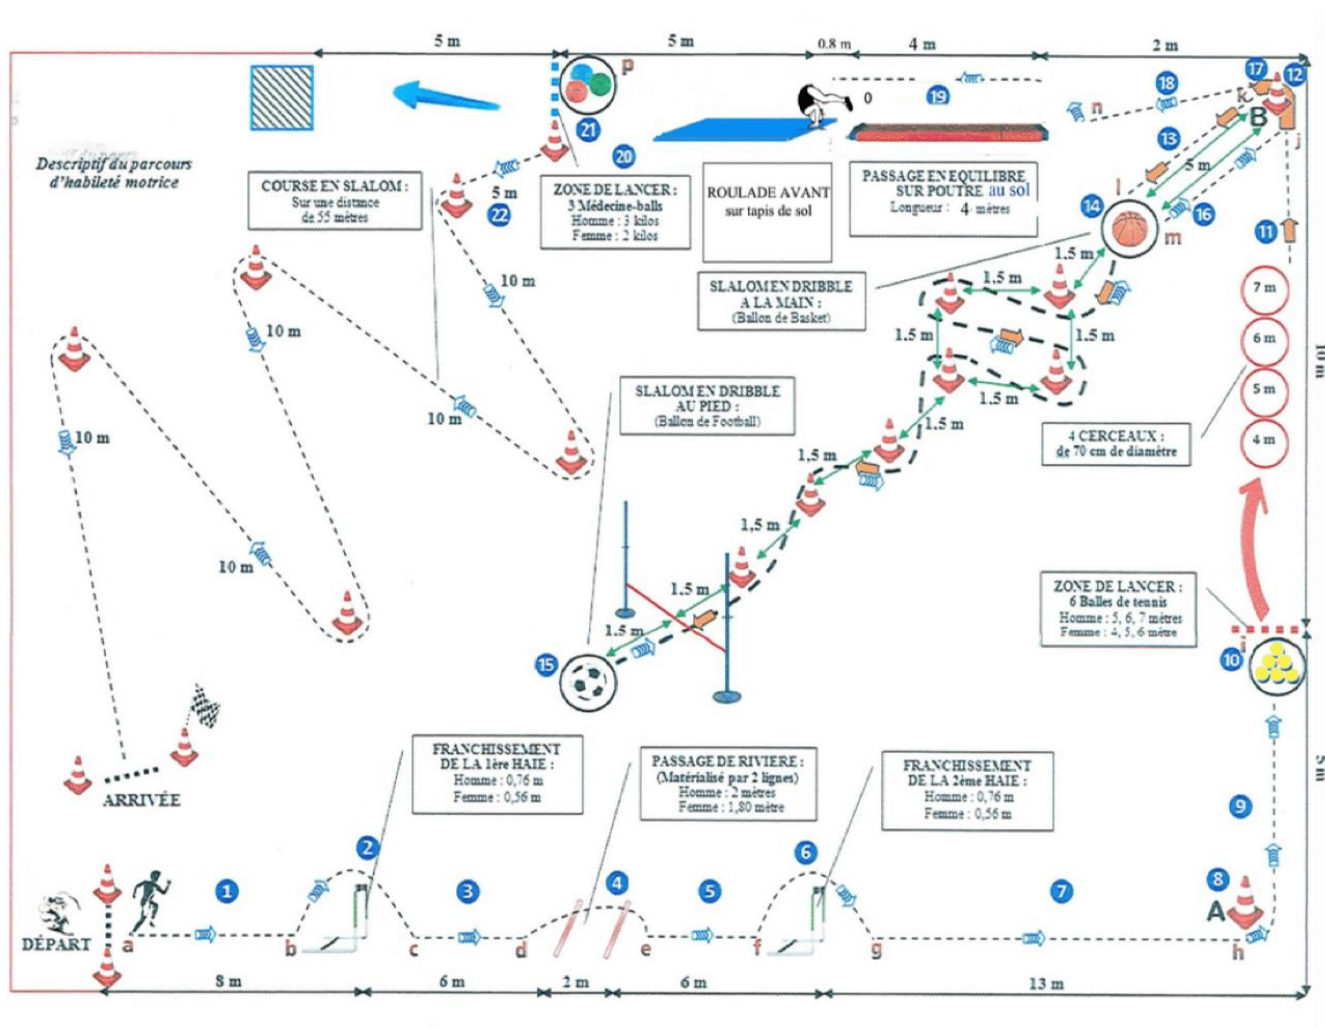 5 m
5 m
0.8 m
4 m
2 m
Descriptif du parcours
d'habileté motrice
COURSE EN SLALOM :
Sur une distance
de 55 mètres
5 m
22
p
21
20
ZONE DE LANCER :
3 Médecine-balls
Homme : 3 kilos
Femme : 2 kilos
ROULADE AVANT
sur tapis de sol
o
19
PASSAGE EN EQUILIBRE
SUR POUTRE au sol
Longueur : 4 mètres
n
18
17
12
k
B
j
13
5 m
l
14
16
m
11
SLALOM EN DRIBBLE
A LA MAIN :
(Ballon de Basket)
1.5 m
1.5 m
1.5 m
1.5 m
1.5 m
1.5 m
1,5 m
1,5 m
1.5 m
1.5 m
10 m
10 m
10 m
10 m
10 m
7 m
6 m
5 m
4 m
10 m
4 CERCEAUX :
de 70 cm de diamètre
SLALOM EN DRIBBLE
AU PIED :
(Ballon de Football)
15
ZONE DE LANCER :
6 Balles de tennis
Homme : 5, 6, 7 mètres
Femme : 4, 5, 6 mètre
i
10
5 m
9
ARRIVÉE
FRANCHISSEMENT
DE LA 1ère HAIE :
Homme : 0,76 m
Femme : 0,56 m
PASSAGE DE RIVIERE :
(Matérialisé par 2 lignes)
Homme : 2 mètres
Femme : 1,80 mètre
FRANCHISSEMENT
DE LA 2ème HAIE :
Homme : 0,76 m
Femme : 0,56 m
1
2
3
4
5
6
7
8
A
DÉPART
a
b
c
d
e
f
g
h
8 m
6 m
2 m
6 m
13 m